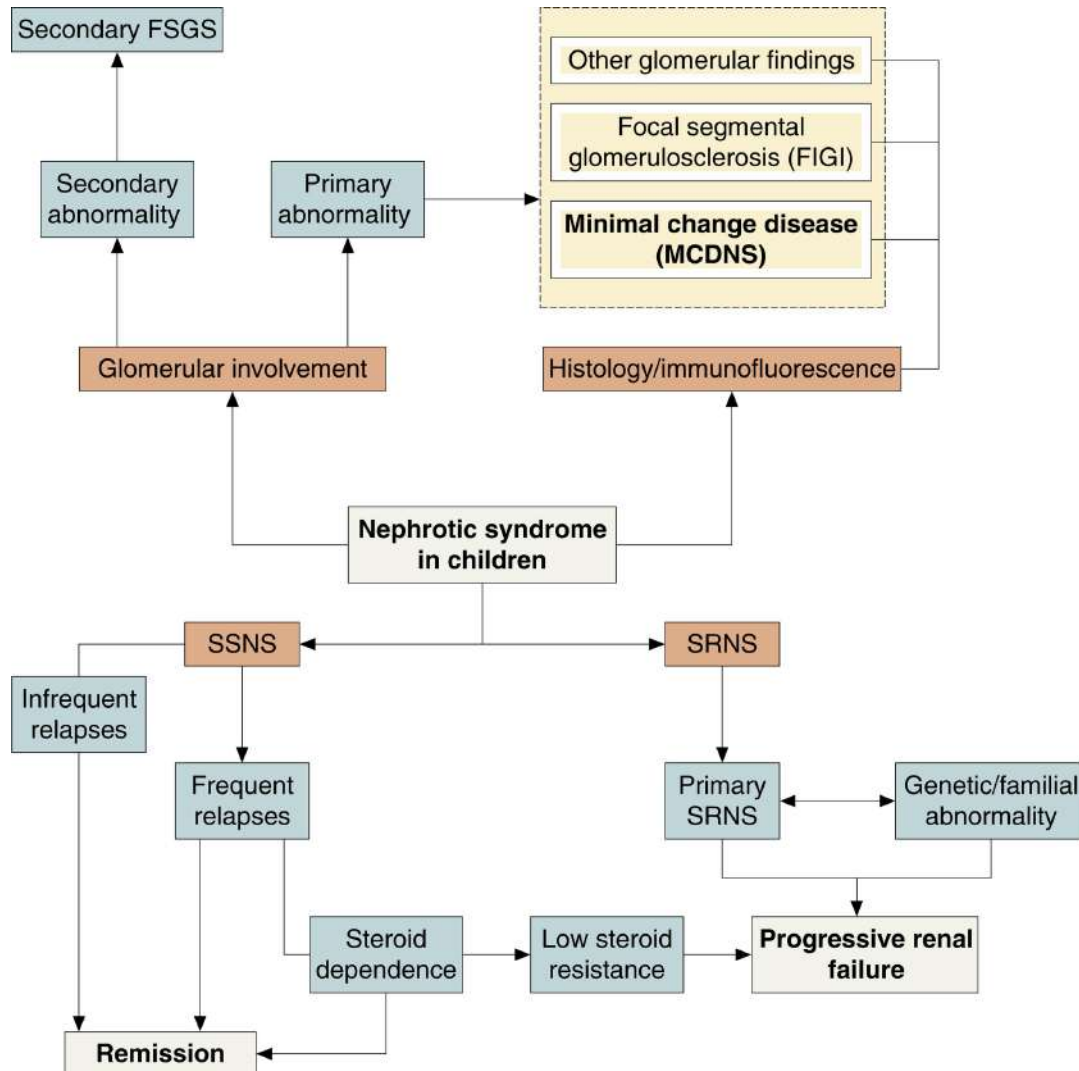 Secondary FSGS
Other glomerular findings
Focal segmental
glomerulosclerosis (FIGI)
Secondary
abnormality
Primary
abnormality
Minimal change disease
(MCDNS)
Glomerular involvement
Histology/immunofluorescence
Nephrotic syndrome
in children
SSNS
SRNS
Infrequent
relapses
Frequent
relapses
Primary
SRNS
Genetic/familial
abnormality
Steroid
dependence
Low steroid
resistance
Progressive renal
failure
Remission